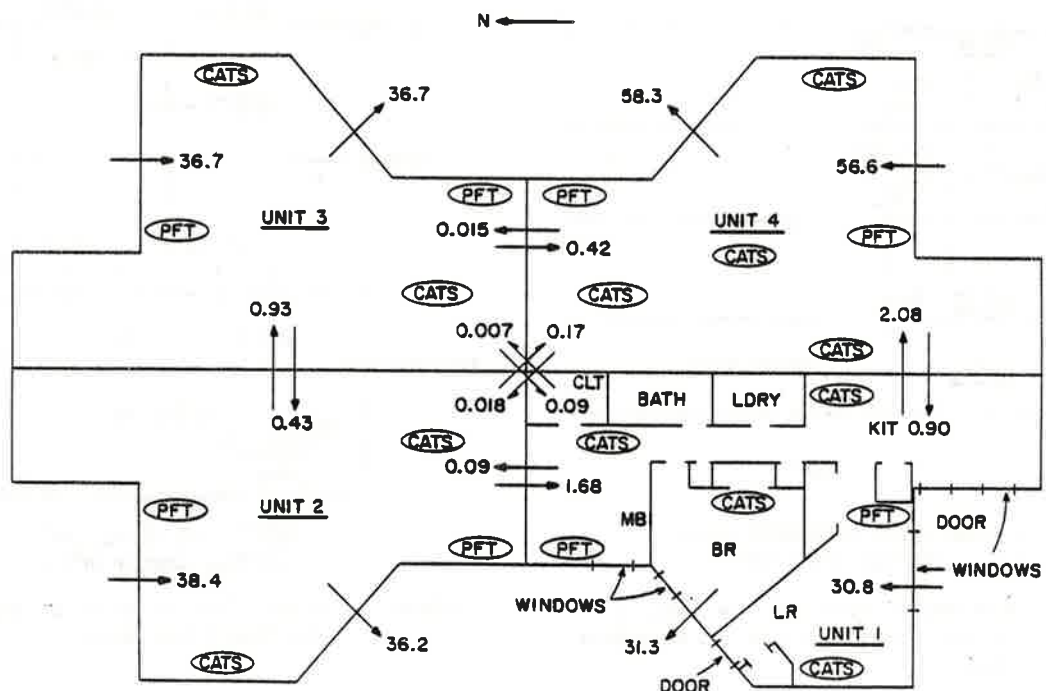 N
CATS
CATS
36.7
58.3
36.7
56.6
PFT
PFT
UNIT 3
UNIT 4
PFT
0.015
PFT
0.42
CATS
CATS
CATS
0.93
2.08
0.007
0.17
CATS
CLT
BATH
LDRY
CATS
0.018
0.09
0.43
KIT 0.90
CATS
CATS
0.09
1.68
CATS
PFT
UNIT 2
MB
PFT
DOOR
BR
PFT
PFT
WINDOWS
38.4
WINDOWS
30.8
LR
36.2
31.3
UNIT 1
CATS
DOOR
CATS